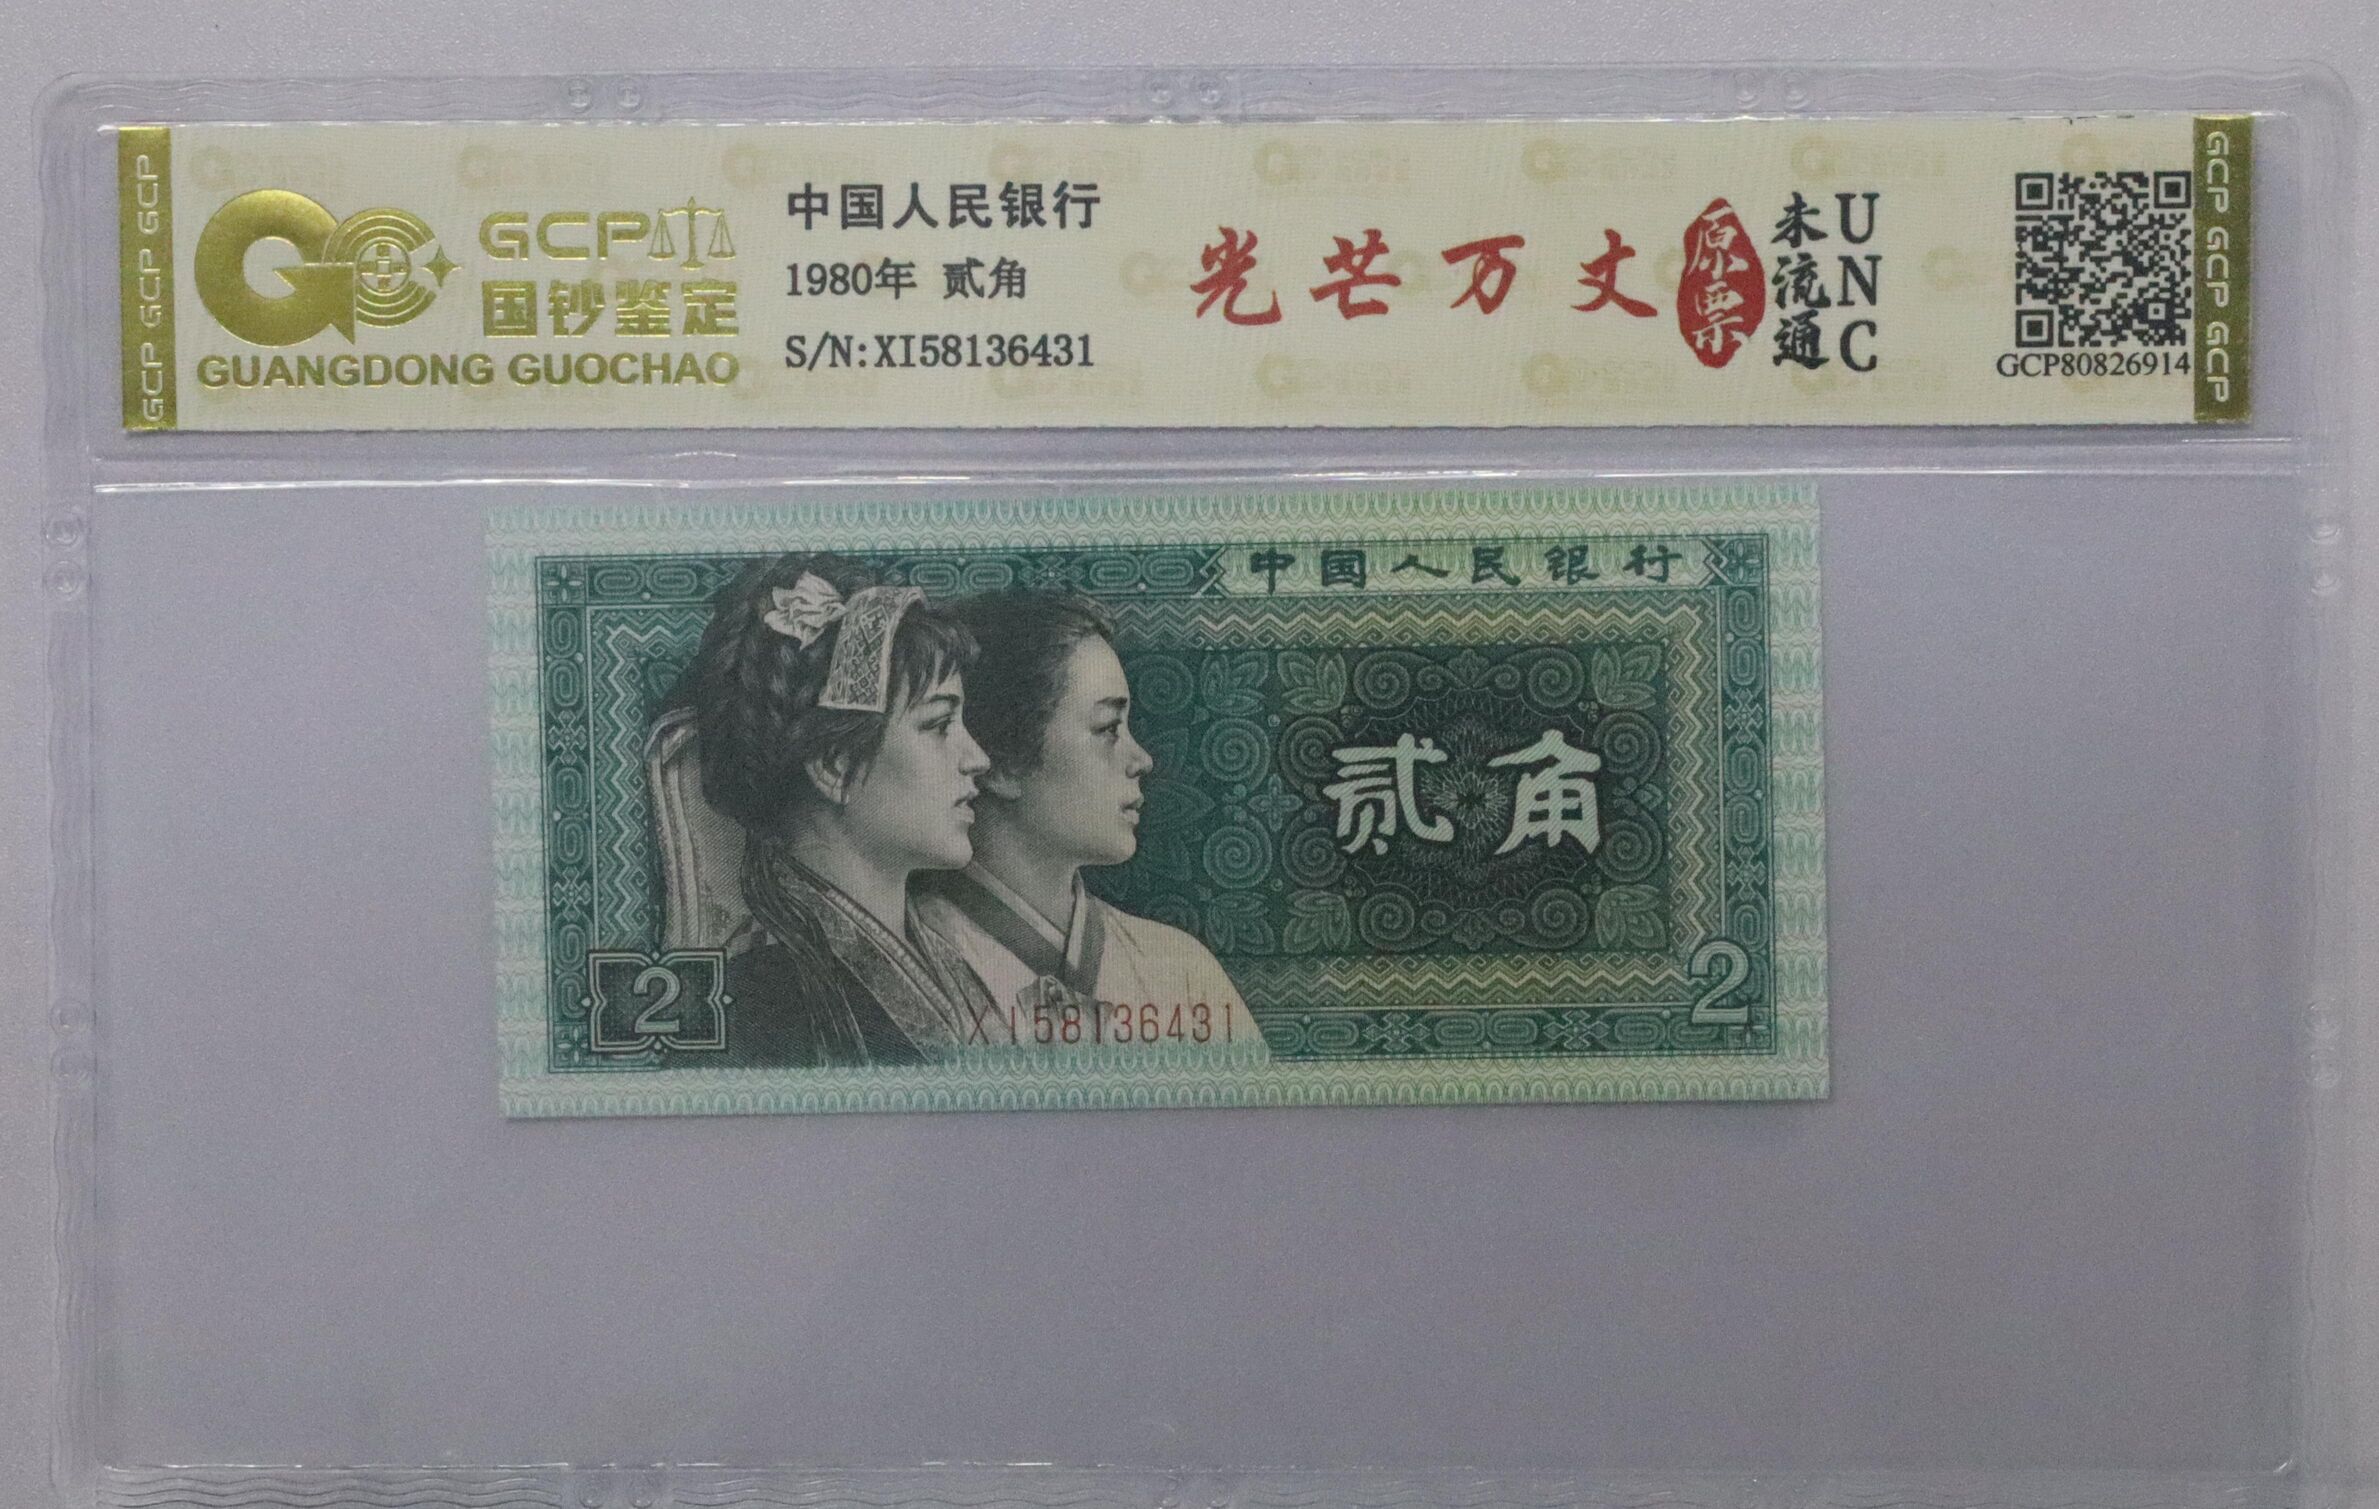 GCP GCP GCP
GCP
国钞鉴定
GUANGDONG GUOCHAO
中国人民银行
1980年 贰角
S/N:XI58136431
光芒万丈
原票
未流通
UNC
GCP80826914
GCP GCP GCP
中国人民银行
贰角
2
2
XI58136431